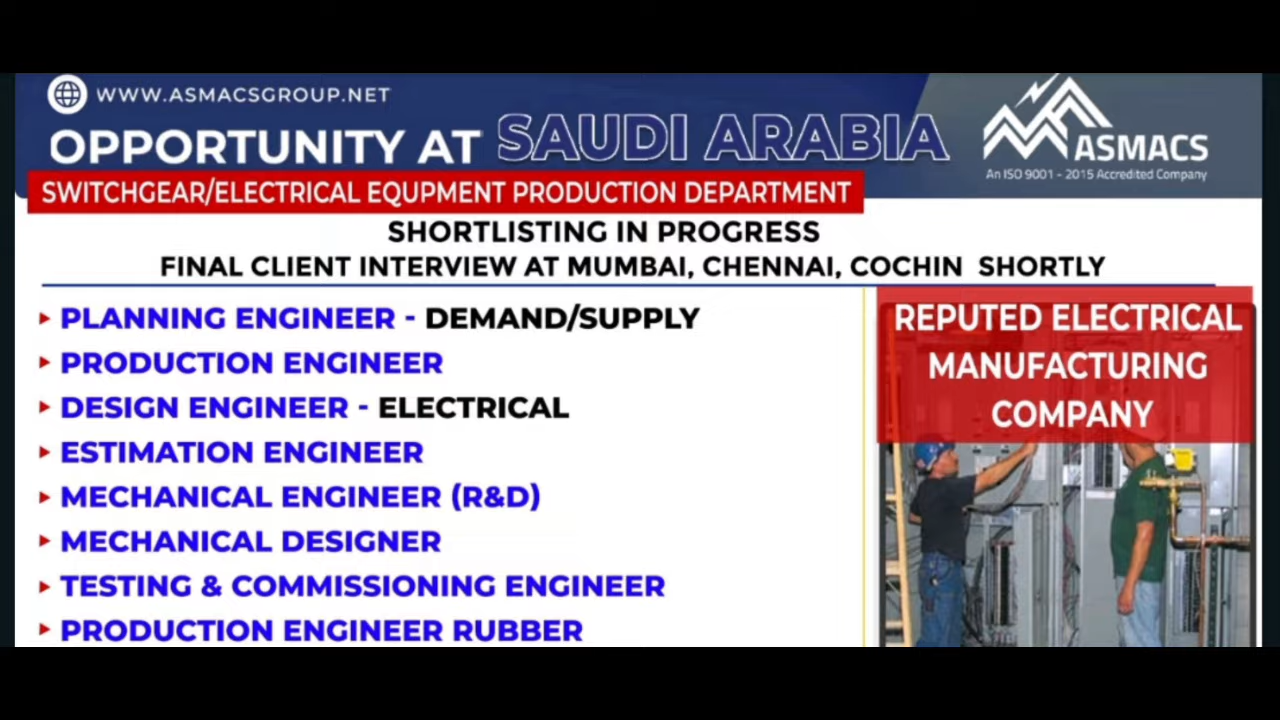 WWW.ASMACSGROUP.NET
OPPORTUNITY AT SAUDI ARABIA
ASMACS
An ISO 9001 - 2015 Accredited Company
SWITCHGEAR/ELECTRICAL EQUPMENT PRODUCTION DEPARTMENT
SHORTLISTING IN PROGRESS
FINAL CLIENT INTERVIEW AT MUMBAI, CHENNAI, COCHIN SHORTLY
PLANNING ENGINEER - DEMAND/SUPPLY
PRODUCTION ENGINEER
DESIGN ENGINEER - ELECTRICAL
ESTIMATION ENGINEER
MECHANICAL ENGINEER (R&D)
MECHANICAL DESIGNER
TESTING & COMMISSIONING ENGINEER
PRODUCTION ENGINEER RUBBER
REPUTED ELECTRICAL
MANUFACTURING
COMPANY